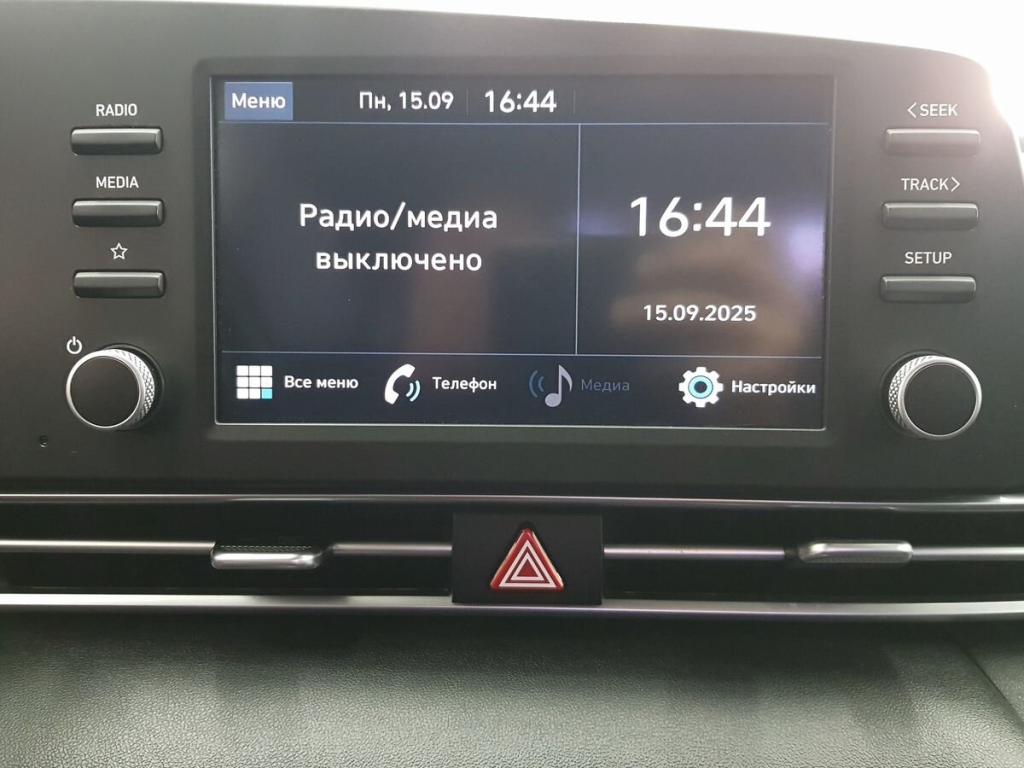 RADIO
MEDIA
Меню
Пн, 15.09
16:44
Радио/медиа
выключено
16:44
15.09.2025
Все меню
Телефон
Медиа
Настройки
<SEEK
TRACK>
SETUP